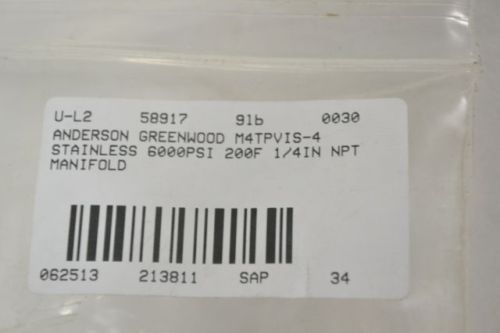 U-L2 58917 91b 0030
ANDERSON GREENWOOD M4TPVIS-4
STAINLESS 6000PSI 200F 1/4IN NPT
MANIFOLD
062513 213811 SAP 34